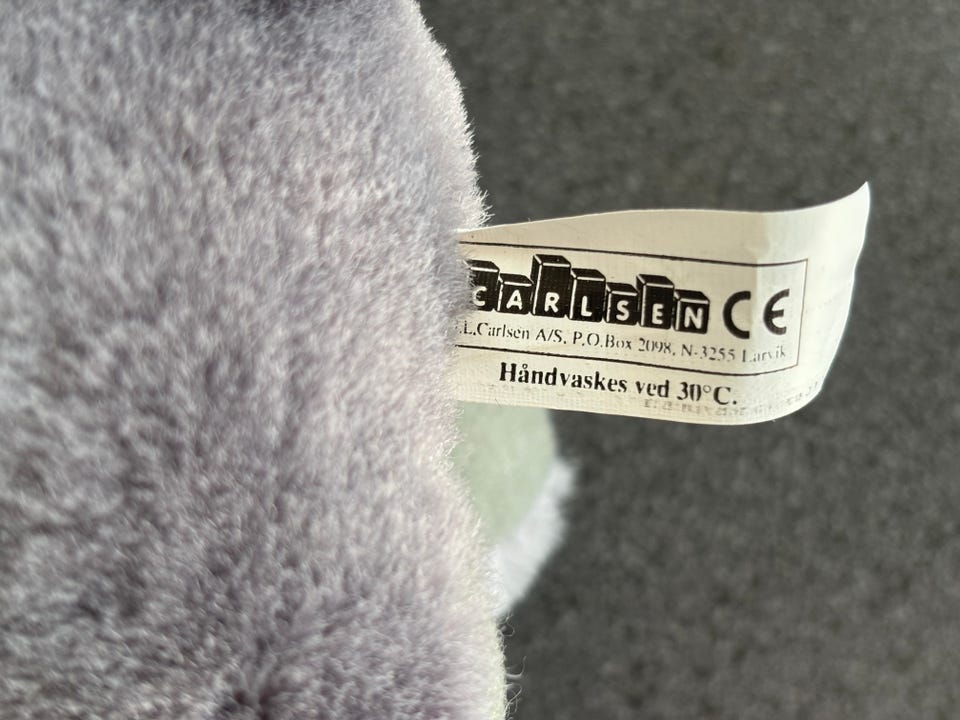 CARLSEN CE
.L.Carlsen A/S, P.O.Box 2098, N-3255 Larvik
Håndvaskes ved 30°C.